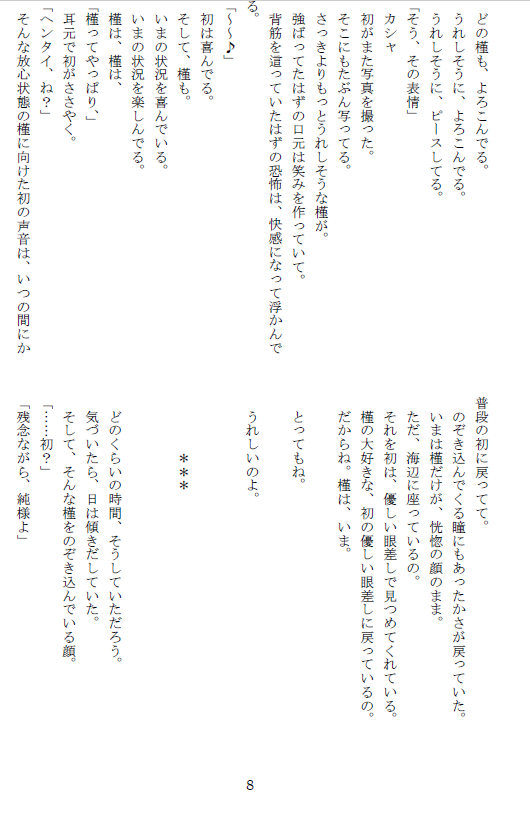 どの槿も、よろこんでる。
うれしそうに、よろこんでる。
うれしそうに、ピースしてる。
「そう、その表情」
カシャ
初がまた写真を撮った。
そこにもたぶん写ってる。
さっきよりもっとうれしそうな槿が。
強ばってたはずの口元は笑みを作っていて。
背筋を這っていたはずの恐怖は、快感になって浮かんで
る。
「～～♪」
初は喜んでる。
そして、槿も。
いまの状況を喜んでいる。
いまの状況を楽しんでる。
槿は、槿は、
「槿ってやっぱり、」
耳元で初がささやく。
「ヘンタイ、ね？」
そんな放心状態の槿に向けた初の声音は、いつの間にか
普段の初に戻ってて。
のぞき込んでくる瞳にもあったかさが戻っていた。
いまは槿だけが、恍惚の顔のまま。
ただ、海辺に座っているの。
それを初は、優しい眼差しで見つめてくれている。
槿の大好きな、初の優しい眼差しに戻っているの。
だからね。槿は、いま。
とってもね。
うれしいのよ。
＊＊＊
どのくらいの時間、そうしていただろう。
気づいたら、日は傾きだしていた。
そして、そんな槿をのぞき込んでいる顔。
「……初？」
「残念ながら、純様よ」
8